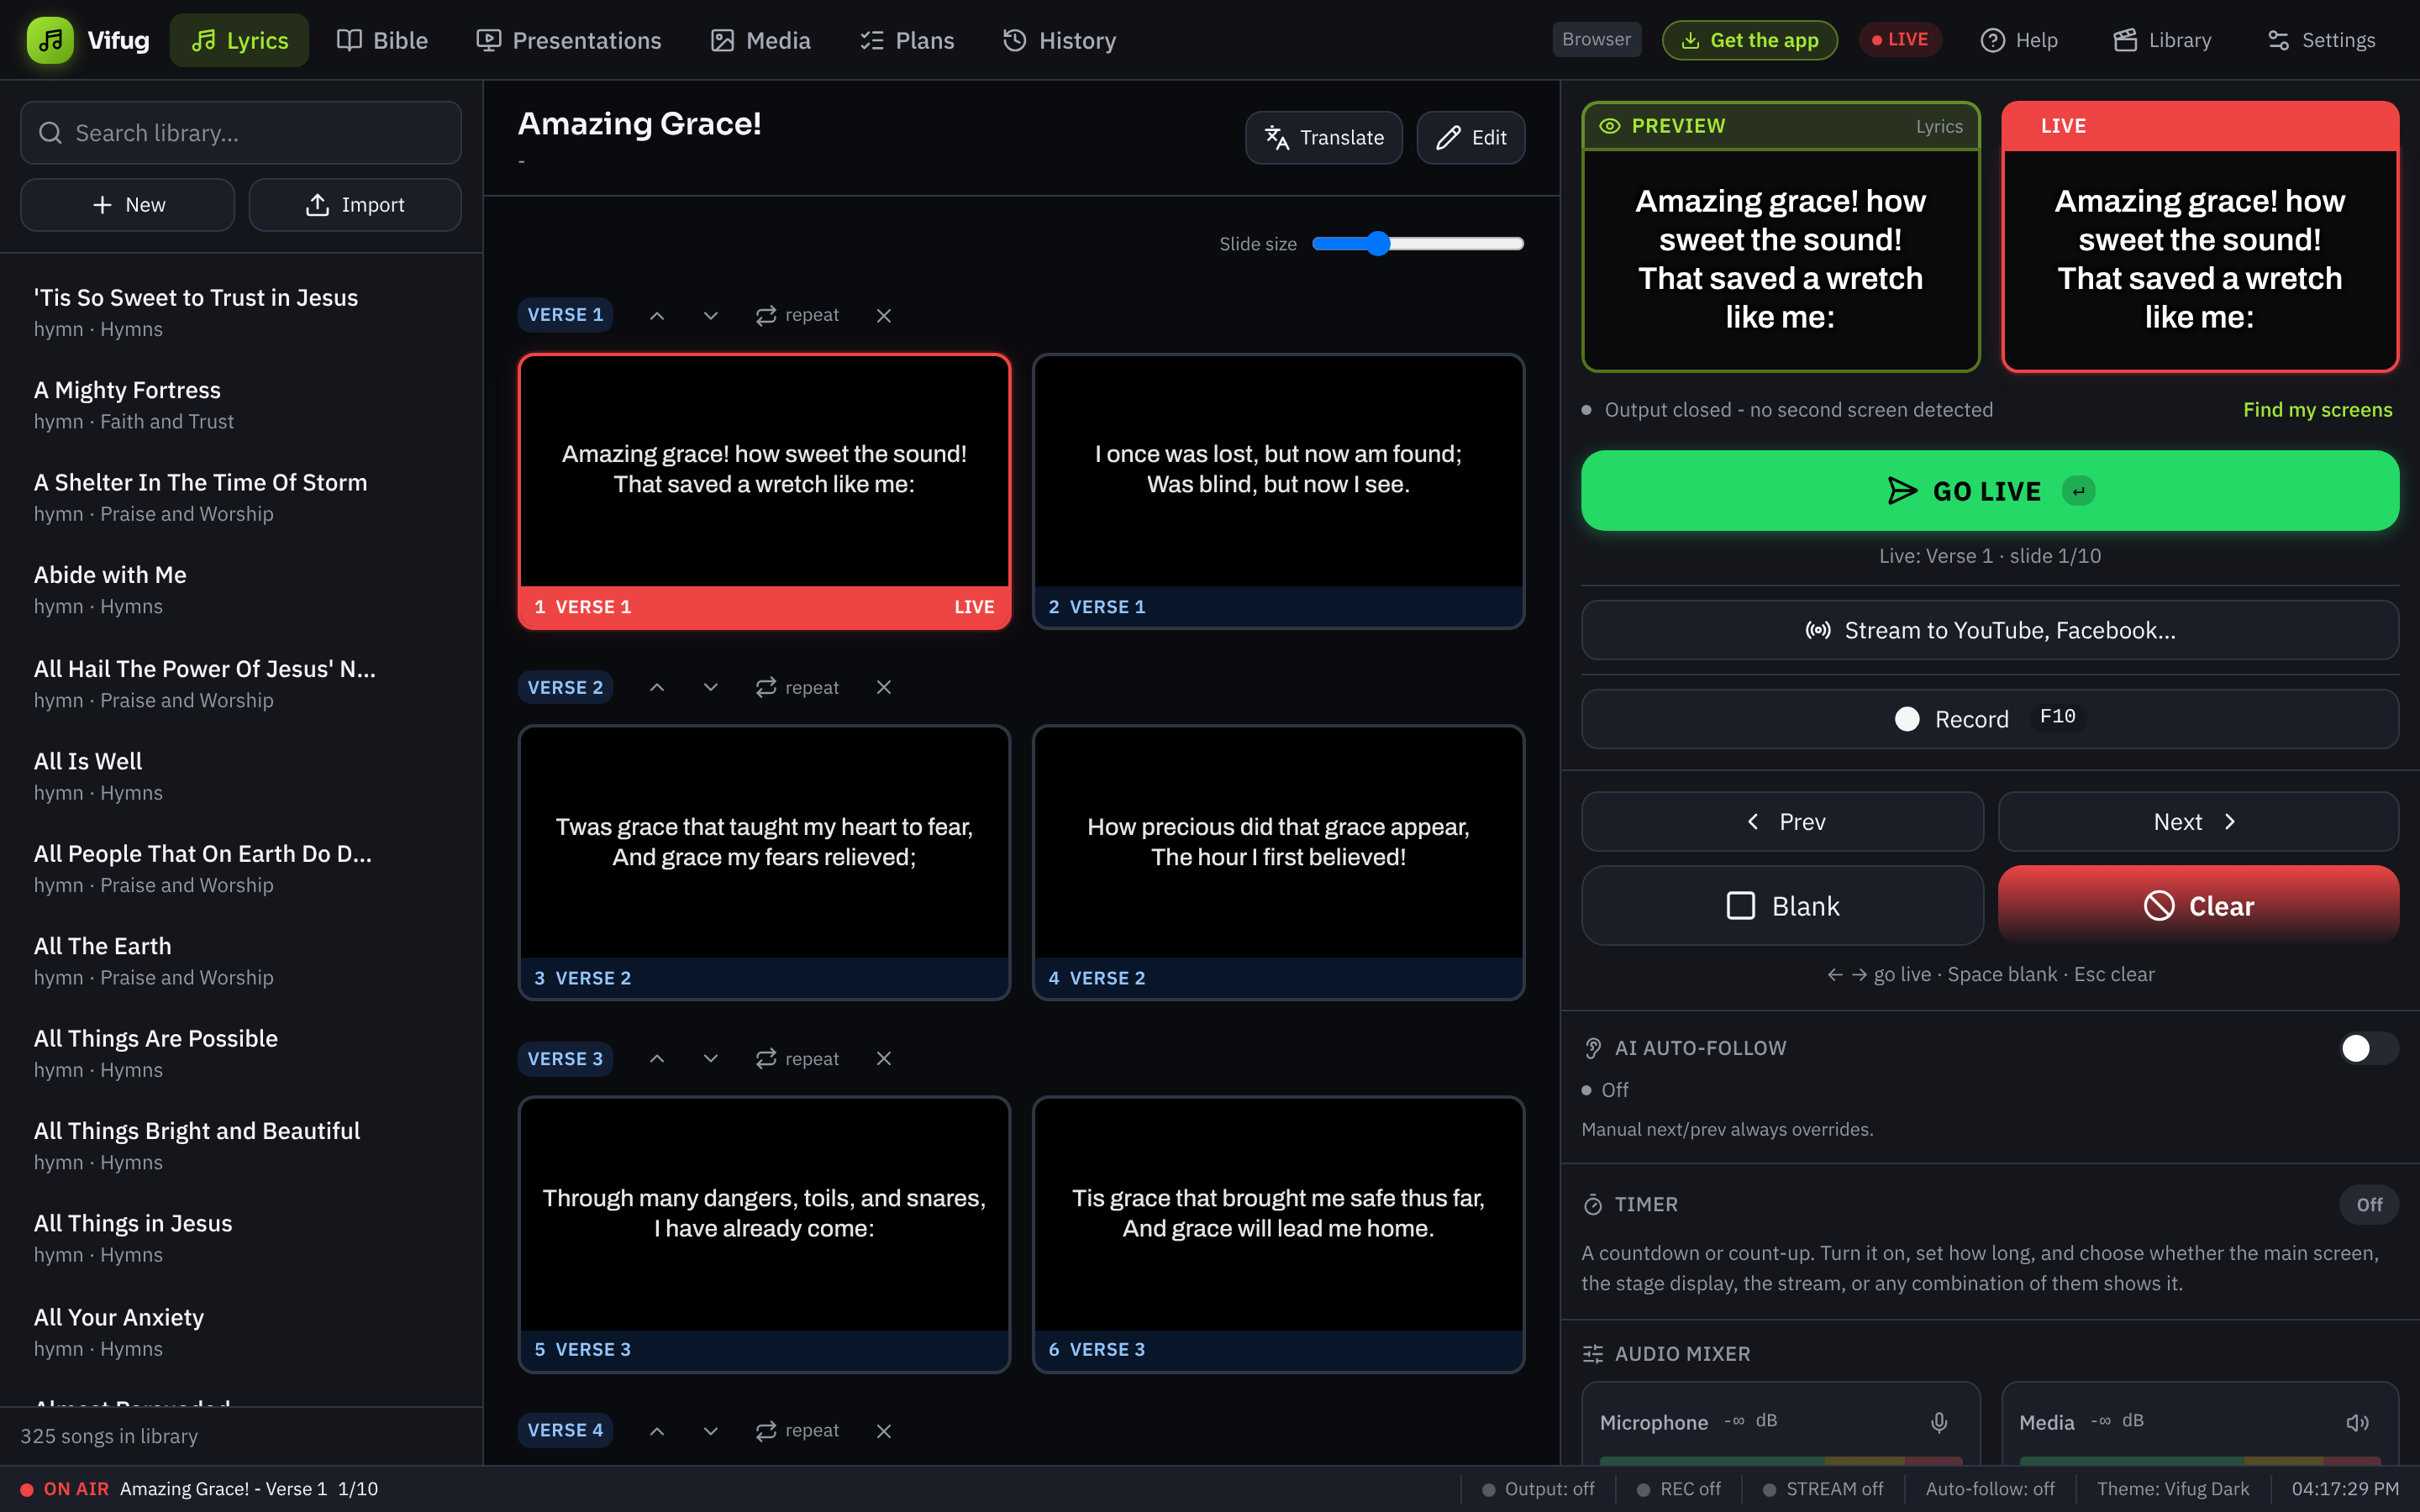 Vifug
Lyrics
Bible
Presentations
Media
Plans
History
Browser
Get the app
LIVE
Help
Library
Settings
Search library...
New
Import
'Tis So Sweet to Trust in Jesus
hymn · Hymns
A Mighty Fortress
hymn · Faith and Trust
A Shelter In The Time Of Storm
hymn · Praise and Worship
Abide with Me
hymn · Hymns
All Hail The Power Of Jesus' N...
hymn · Praise and Worship
All Is Well
hymn · Hymns
All People That On Earth Do D...
hymn · Praise and Worship
All The Earth
hymn · Praise and Worship
All Things Are Possible
hymn · Hymns
All Things Bright and Beautiful
hymn · Hymns
All Things in Jesus
hymn · Hymns
All Your Anxiety
hymn · Hymns
325 songs in library
Amazing Grace!
-
Translate
Edit
Slide size
VERSE 1
repeat
Amazing grace! how sweet the sound!
That saved a wretch like me:
1 VERSE 1 LIVE
I once was lost, but now am found;
Was blind, but now I see.
2 VERSE 1
VERSE 2
repeat
Twas grace that taught my heart to fear,
And grace my fears relieved;
3 VERSE 2
How precious did that grace appear,
The hour I first believed!
4 VERSE 2
VERSE 3
repeat
Through many dangers, toils, and snares,
I have already come:
5 VERSE 3
Tis grace that brought me safe thus far,
And grace will lead me home.
6 VERSE 3
VERSE 4
repeat
PREVIEW
Lyrics
Amazing grace! how
sweet the sound!
That saved a wretch
like me:
LIVE
Amazing grace! how
sweet the sound!
That saved a wretch
like me:
Output closed - no second screen detected
Find my screens
GO LIVE ↵
Live: Verse 1 · slide 1/10
Stream to YouTube, Facebook...
Record F10
Prev
Next
Blank
Clear
← → go live · Space blank · Esc clear
AI AUTO-FOLLOW
Off
Manual next/prev always overrides.
TIMER
Off
A countdown or count-up. Turn it on, set how long, and choose whether the main screen,
the stage display, the stream, or any combination of them shows it.
AUDIO MIXER
Microphone -∞ dB
Media -∞ dB
ON AIR Amazing Grace! - Verse 1 1/10
Output: off
REC off
STREAM off
Auto-follow: off
Theme: Vifug Dark
04:17:29 PM